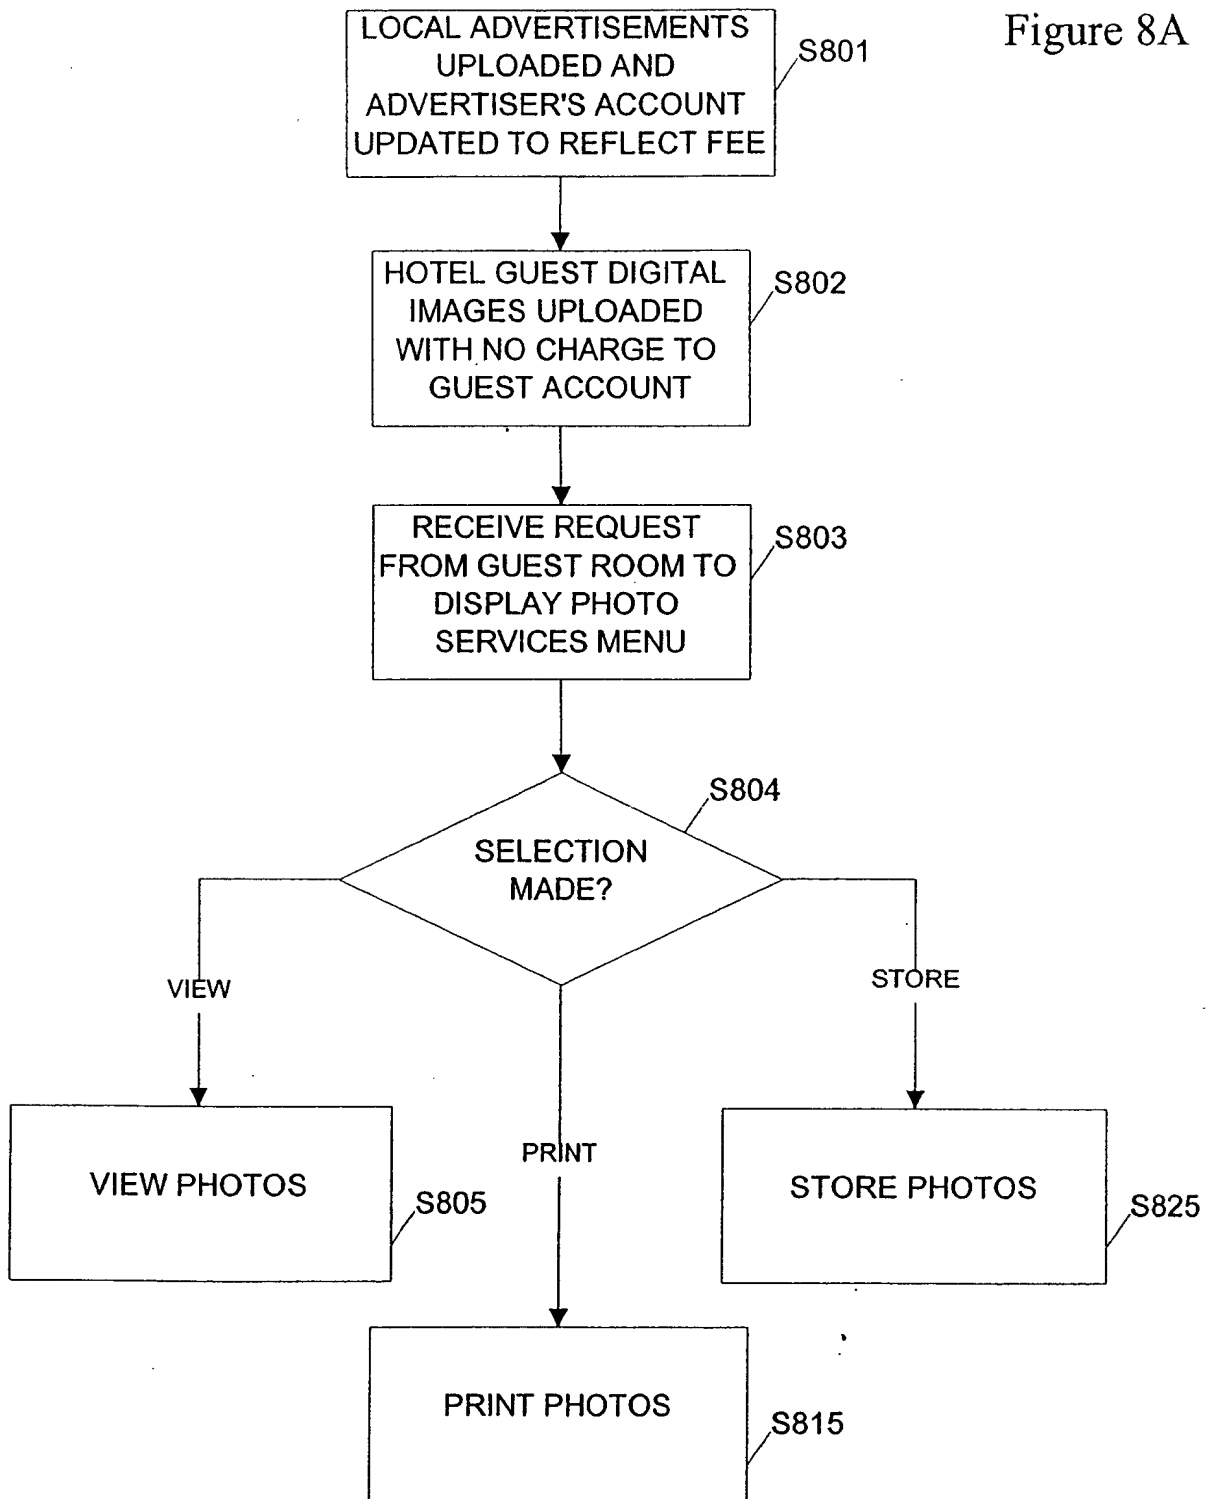 Figure 8A
LOCAL ADVERTISEMENTS
UPLOADED AND
ADVERTISER'S ACCOUNT
UPDATED TO REFLECT FEE
S801
HOTEL GUEST DIGITAL
IMAGES UPLOADED
WITH NO CHARGE TO
GUEST ACCOUNT
S802
RECEIVE REQUEST
FROM GUEST ROOM TO
DISPLAY PHOTO
SERVICES MENU
S803
SELECTION
MADE?
S804
VIEW
STORE
PRINT
VIEW PHOTOS
S805
STORE PHOTOS
S825
PRINT PHOTOS
S815